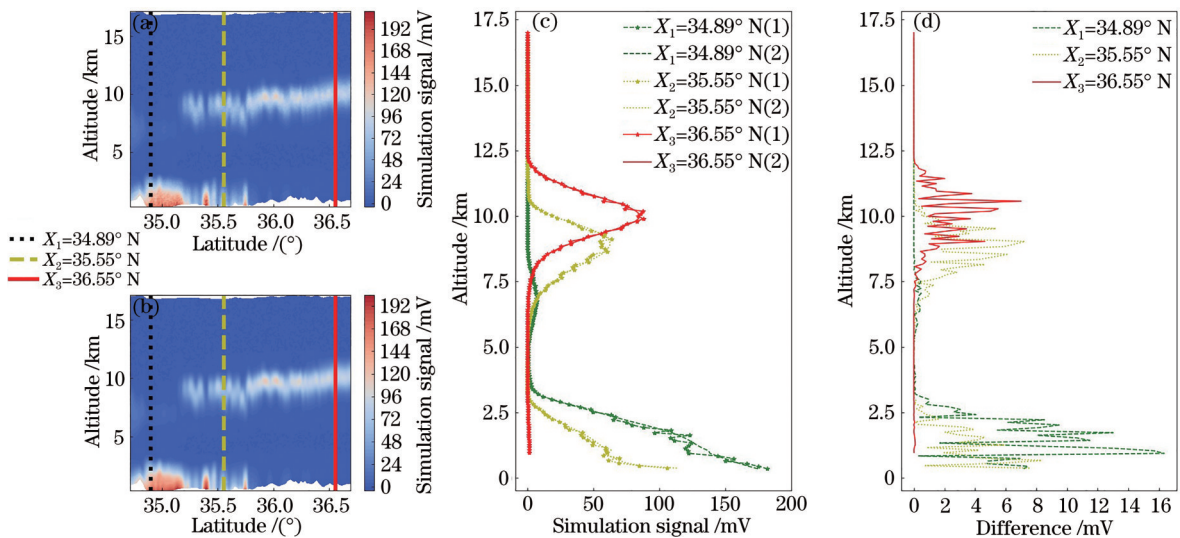 (a)
15
10
5
Altitude /km
35.0
35.5
36.0
36.5
Latitude /(°)
192
168
144
120
96
72
48
24
0
Simulation signal /mV
X₁=34.89° N
X₂=35.55° N
X₃=36.55° N
(b)
15
10
5
Altitude /km
35.0
35.5
36.0
36.5
Latitude /(°)
192
168
144
120
96
72
48
24
0
Simulation signal /mV
(c)
17.5
15.0
12.5
10.0
7.5
5.0
2.5
0
Altitude /km
X₁=34.89° N(1)
X₁=34.89° N(2)
X₂=35.55° N(1)
X₂=35.55° N(2)
X₃=36.55° N(1)
X₃=36.55° N(2)
0
50
100
150
200
Simulation signal /mV
(d)
17.5
15.0
12.5
10.0
7.5
5.0
2.5
0
Altitude /km
X₁=34.89° N
X₂=35.55° N
X₃=36.55° N
0
2
4
6
8
10
12
14
16
Difference /mV